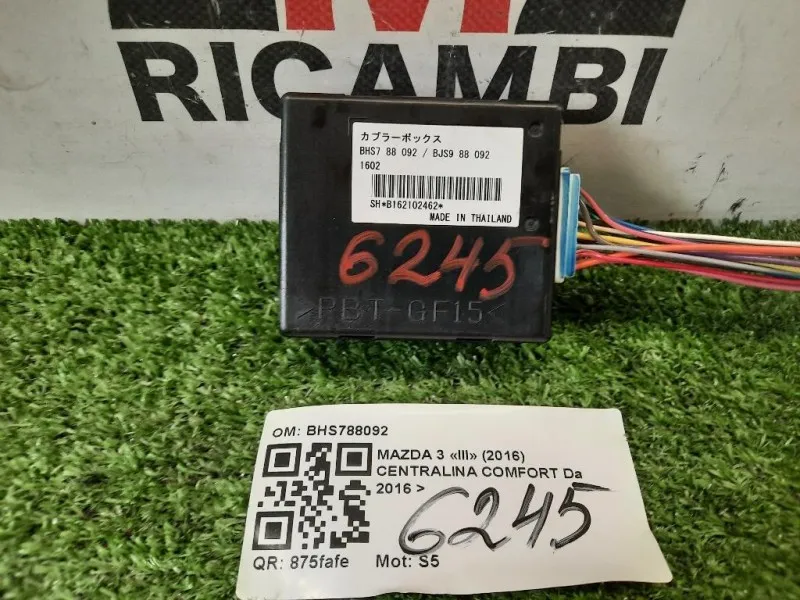 RICAMBI
カプラーボックス
BHS7 88 092 / BJS9 88 092
1602
SH*B162102462*
MADE IN THAILAND
6245
>PBT-GF15<
OM: BHS788092
MAZDA 3 «III» (2016)
CENTRALINA COMFORT Da
2016 >
6245
QR: 875fafe Mot: S5